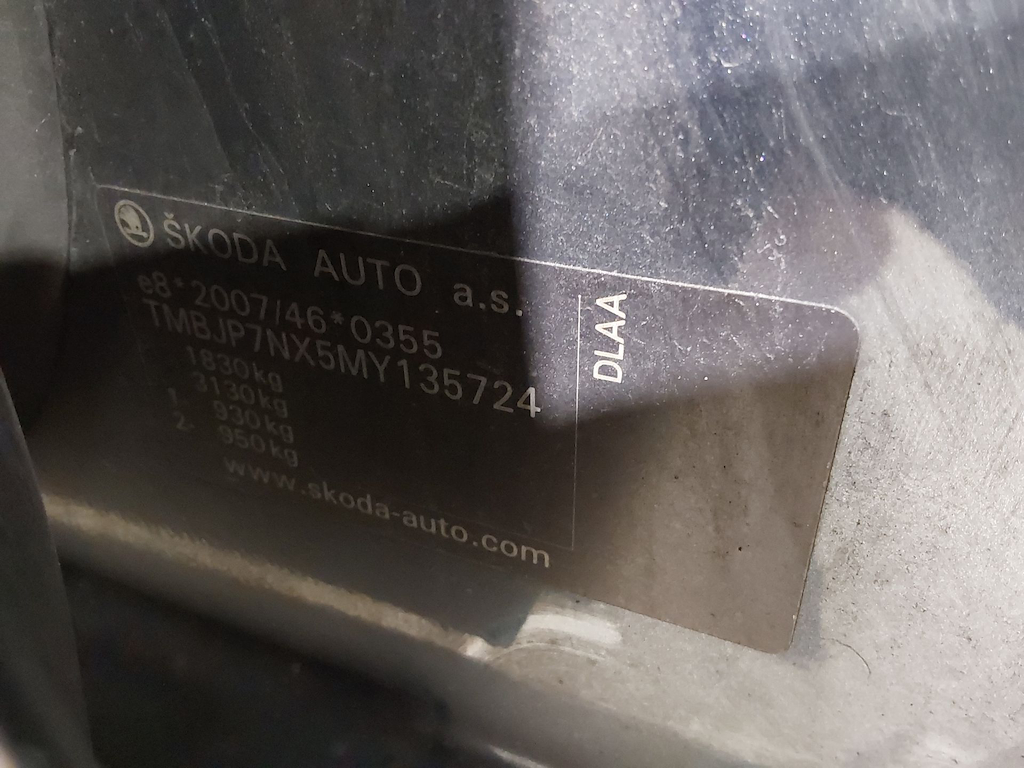 ŠKODA AUTO a.s.
e8*2007/46*0355
TMBJP7NX5MY135724
1830kg
3130kg
1- 930kg
2- 950kg
www.skoda-auto.com
DLAA